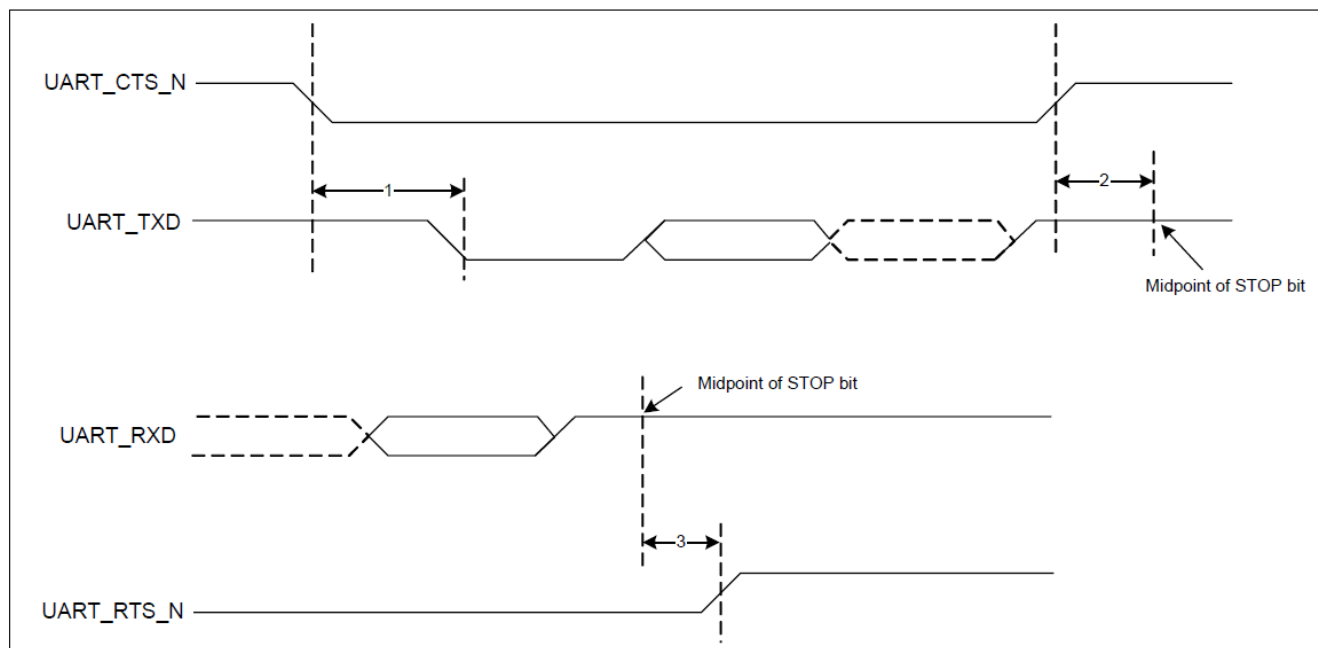 UART_CTS_N
1
2
UART_TXD
Midpoint of STOP bit
Midpoint of STOP bit
UART_RXD
3
UART_RTS_N